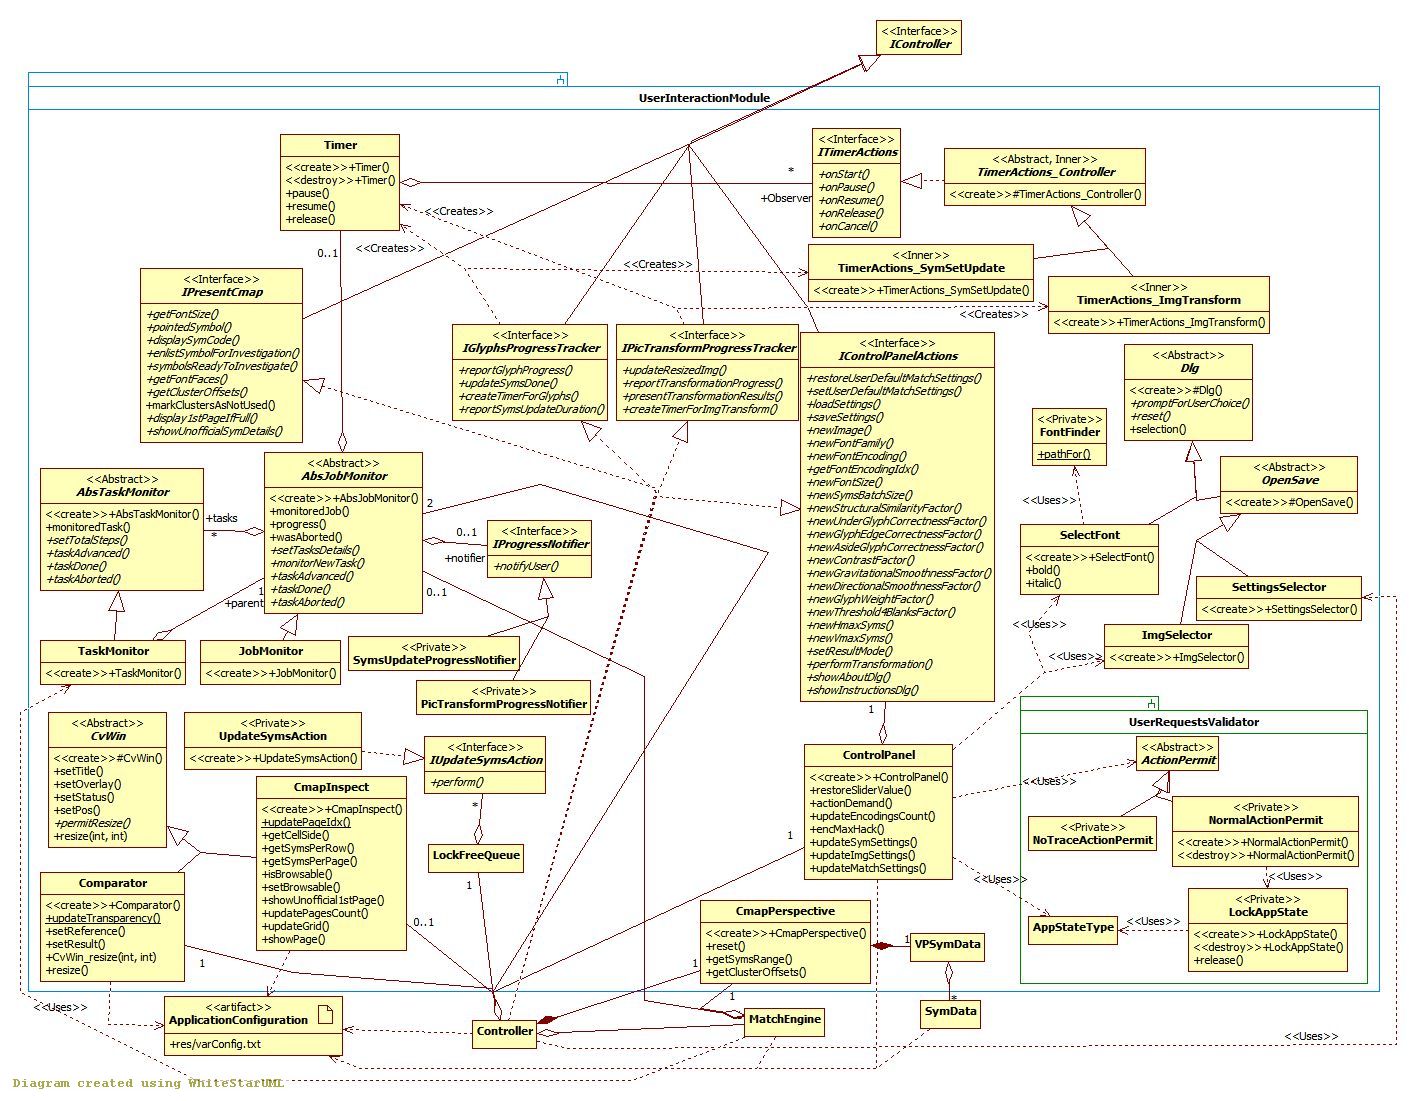 <<Interface>>
IController
UserInteractionModule
Timer
<<create>>+Timer()
<<destroy>>+Timer()
+pause()
+resume()
+release()
<<Interface>>
ITimerActions
+onStart()
+onPause()
+onResume()
+onRelease()
+onCancel()
*
+Observer
<<Abstract, Inner>>
TimerActions_Controller
<<create>>#TimerActions_Controller()
<<Creates>>
<<Creates>>
<<Creates>>
<<Creates>>
0..1
<<Inner>>
TimerActions_SymSetUpdate
<<create>>+TimerActions_SymSetUpdate()
<<Inner>>
TimerActions_ImgTransform
<<create>>+TimerActions_ImgTransform()
<<Interface>>
IPresentCmap
+getFontSize()
+pointedSymbol()
+displaySymCode()
+enlistSymbolForInvestigation()
+symbolsReadyToInvestigate()
+getFontFaces()
+getClusterOffsets()
+markClustersAsNotUsed()
+display1stPageIfFull()
+showUnofficialSymDetails()
<<Interface>>
IGlyphsProgressTracker
+reportGlyphProgress()
+updateSymsDone()
+createTimerForGlyphs()
+reportSymsUpdateDuration()
<<Interface>>
IPicTransformProgressTracker
+updateResizedImg()
+reportTransformationProgress()
+presentTransformationResults()
+createTimerForImgTransform()
<<Interface>>
IControlPanelActions
+restoreUserDefaultMatchSettings()
+setUserDefaultMatchSettings()
+loadSettings()
+saveSettings()
+newImage()
+newFontFamily()
+newFontEncoding()
+getFontEncodingIdx()
+newFontSize()
+newSymsBatchSize()
+newStructuralSimilarityFactor()
+newUnderGlyphCorrectnessFactor()
+newGlyphEdgeCorrectnessFactor()
+newAsideGlyphCorrectnessFactor()
+newContrastFactor()
+newGravitationalSmoothnessFactor()
+newDirectionalSmoothnessFactor()
+newGlyphWeightFactor()
+newThreshold4BlanksFactor()
+newHmaxSyms()
+newVmaxSyms()
+setResultMode()
+performTransformation()
+showAboutDlg()
+showInstructionsDlg()
1
<<Abstract>>
Dlg
<<create>>#Dlg()
+promptForUserChoice()
+reset()
+selection()
<<Private>>
FontFinder
+pathFor()
<<Uses>>
<<Abstract>>
OpenSave
<<create>>#OpenSave()
SelectFont
<<create>>+SelectFont()
+bold()
+italic()
SettingsSelector
<<create>>+SettingsSelector()
<<Uses>>
ImgSelector
<<create>>+ImgSelector()
<<Uses>>
<<Abstract>>
AbsTaskMonitor
<<create>>+AbsTaskMonitor()
+monitoredTask()
+setTotalSteps()
+taskAdvanced()
+taskDone()
+taskAborted()
+tasks
*
<<Abstract>>
AbsJobMonitor
<<create>>+AbsJobMonitor()
+monitoredJob()
+progress()
+wasAborted()
+setTasksDetails()
+monitorNewTask()
+taskAdvanced()
+taskDone()
+taskAborted()
2
0..1
+notifier
0..1
1
+parent
<<Interface>>
IProgressNotifier
+notifyUser()
TaskMonitor
<<create>>+TaskMonitor()
JobMonitor
<<create>>+JobMonitor()
<<Private>>
SymsUpdateProgressNotifier
<<Private>>
PicTransformProgressNotifier
<<Abstract>>
CvWin
<<create>>#CvWin()
+setTitle()
+setOverlay()
+setStatus()
+setPos()
+permitResize()
+resize(int, int)
<<Private>>
UpdateSymsAction
<<create>>+UpdateSymsAction()
<<Interface>>
IUpdateSymsAction
+perform()
*
LockFreeQueue
1
CmapInspect
<<create>>+CmapInspect()
+updatePageIdx()
+getCellSide()
+getSymsPerRow()
+getSymsPerPage()
+isBrowsable()
+setBrowsable()
+showUnofficial1stPage()
+updatePagesCount()
+updateGrid()
+showPage()
0..1
Comparator
<<create>>+Comparator()
+updateTransparency()
+setReference()
+setResult()
+CvWin_resize(int, int)
+resize()
1
ControlPanel
<<create>>+ControlPanel()
+restoreSliderValue()
+actionDemand()
+updateEncodingsCount()
+encMaxHack()
+updateSymSettings()
+updateImgSettings()
+updateMatchSettings()
1
<<Uses>>
<<Uses>>
UserRequestsValidator
<<Abstract>>
ActionPermit
<<Private>>
NoTraceActionPermit
<<Private>>
NormalActionPermit
<<create>>+NormalActionPermit()
<<destroy>>+NormalActionPermit()
<<Uses>>
<<Private>>
LockAppState
<<create>>+LockAppState()
<<destroy>>+LockAppState()
+release()
<<Uses>>
AppStateType
CmapPerspective
<<create>>+CmapPerspective()
+reset()
+getSymsRange()
+getClusterOffsets()
1
1
VPSymData
1
*
SymData
<<Uses>>
<<artifact>>
ApplicationConfiguration
+res/varConfig.txt
Controller
MatchEngine
<<Uses>>
Diagram created using WhiteStarUML